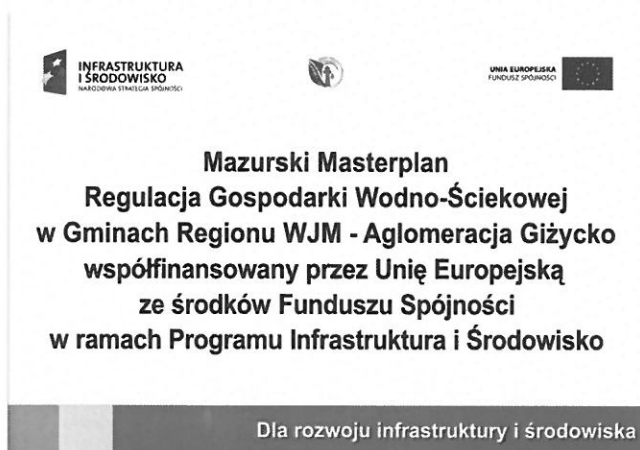 INFRASTRUKTURA
I ŚRODOWISKO
NARODOWA STRATEGIA SPÓJNOŚCI
UNIA EUROPEJSKA
FUNDUSZ SPÓJNOŚCI
Mazurski Masterplan
Regulacja Gospodarki Wodno-Ściekowej
w Gminach Regionu WJM - Aglomeracja Giżycko
współfinansowany przez Unię Europejską
ze środków Funduszu Spójności
w ramach Programu Infrastruktura i Środowisko
Dla rozwoju infrastruktury i środowiska